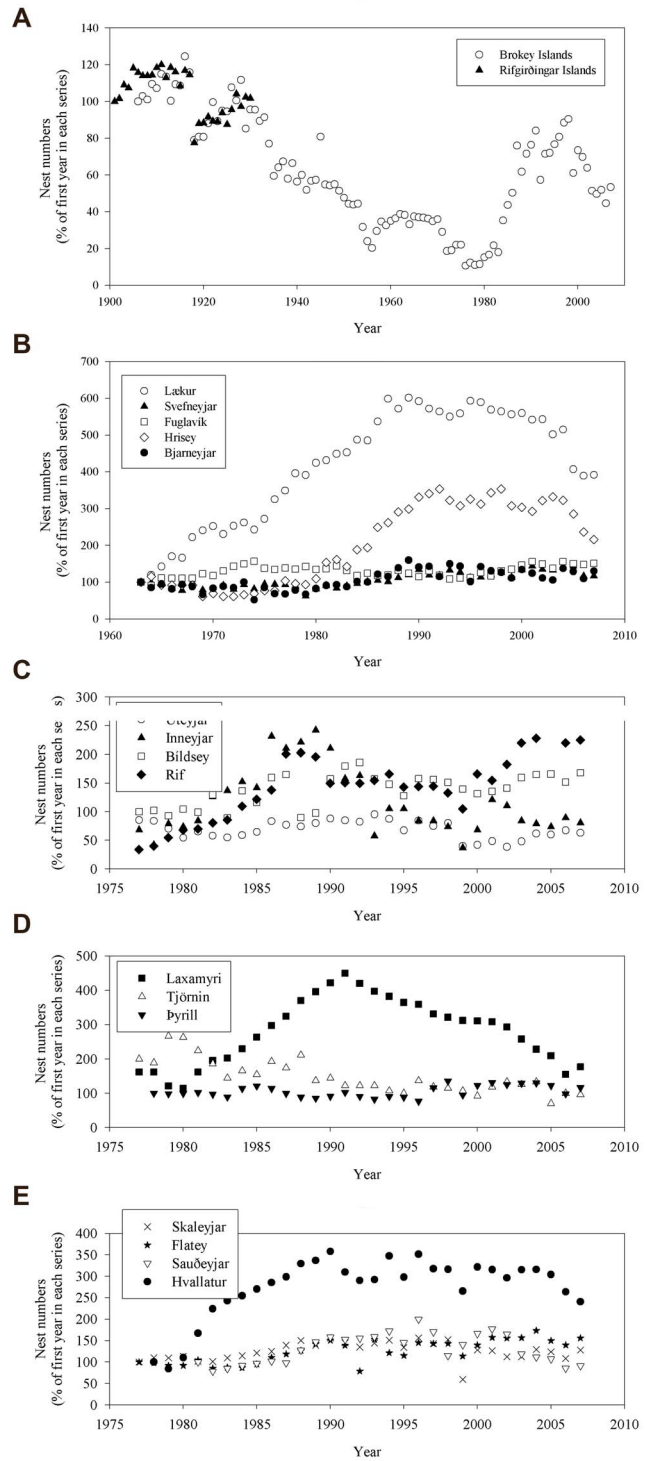 A
140
120
100
80
60
40
20
0
Nest numbers
(% of first year in each series)
Brokey Islands
Rifgirðingar Islands
1900 1920 1940 1960 1980 2000
Year
B
700
600
500
400
300
200
100
0
Nest numbers
(% of first year in each series)
Lækur
Svefneyjar
Fuglavík
Hrisey
Bjarneyjar
1960 1970 1980 1990 2000 2010
Year
C
300
250
200
150
100
50
0
Nest numbers
(% of first year in each se s)
Uteyjar
Inneyjar
Bíldsey
Rif
1975 1980 1985 1990 1995 2000 2005 2010
Year
D
500
400
300
200
100
0
Nest numbers
(% of first year in each series)
Laxamyri
Tjörnin
Þyrill
1975 1980 1985 1990 1995 2000 2005 2010
Year
E
400
350
300
250
200
150
100
50
0
Nest numbers
(% of first year in each series)
Skaleyjar
Flatey
Sauðeyjar
Hvallatur
1975 1980 1985 1990 1995 2000 2005 2010
Year